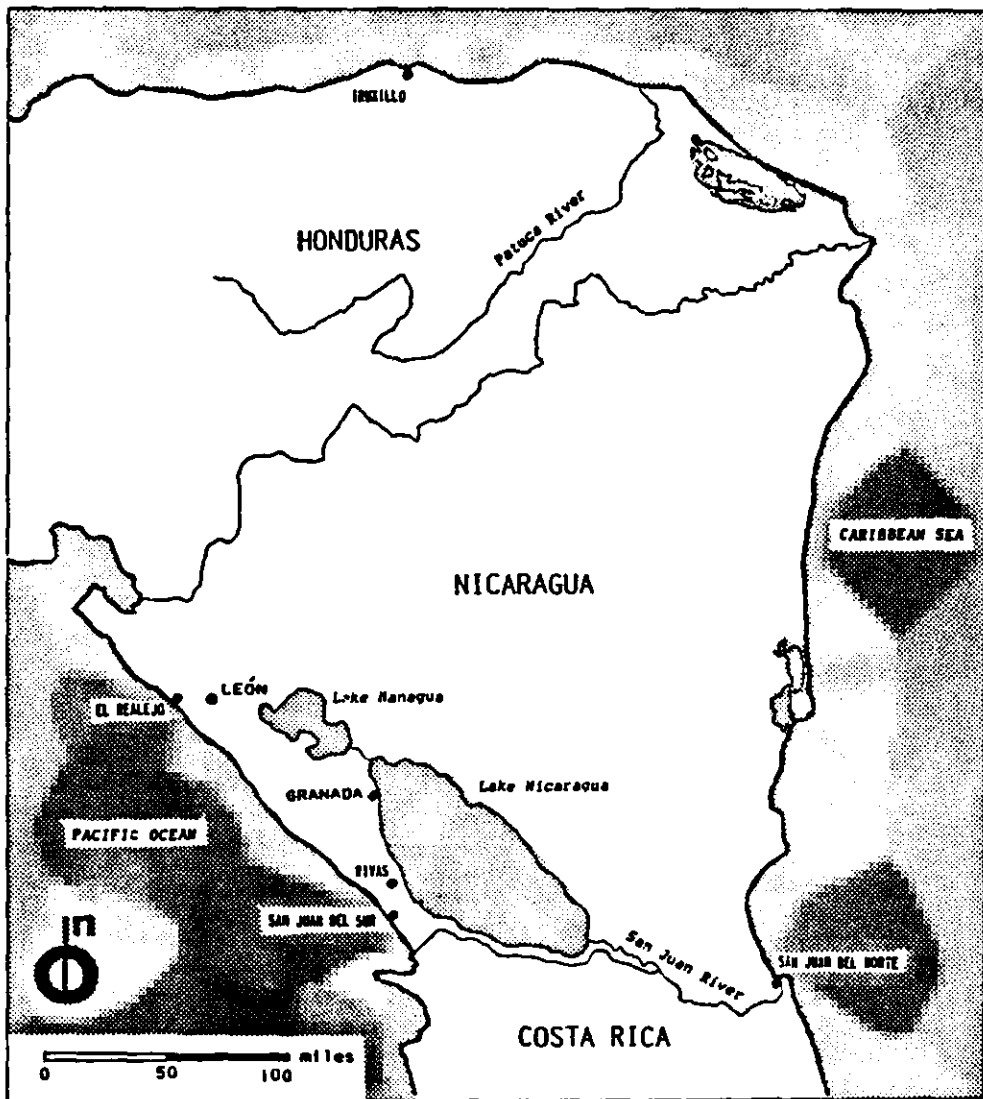 TRUXILLO
HONDURAS
Patuca River
CARIBBEAN SEA
NICARAGUA
LEÓN
EL REALEJO
Lake Managua
Lake Nicaragua
GRANADA
PACIFIC OCEAN
RIVAS
SAN JUAN DEL SUR
n
San Juan River
SAN JUAN DEL NORTE
COSTA RICA
miles
0 50 100